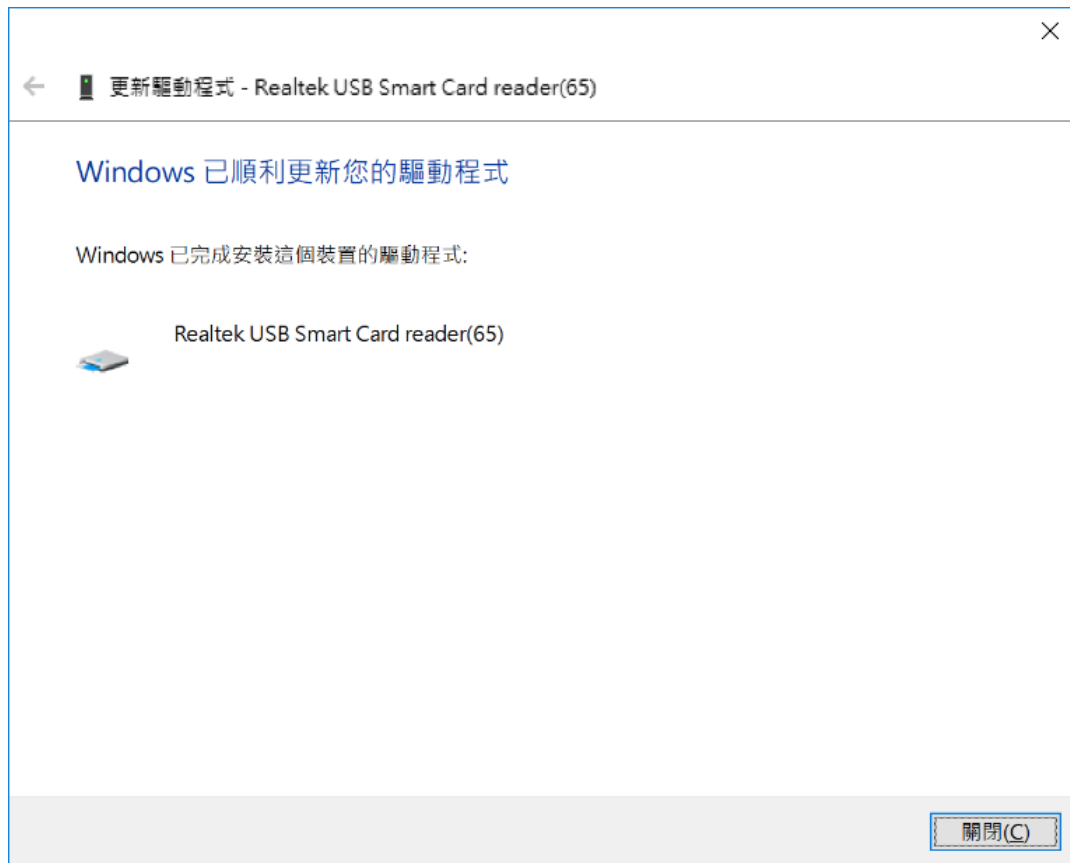 更新驅動程式 - Realtek USB Smart Card reader(65)
Windows 已順利更新您的驅動程式
Windows 已完成安裝這個裝置的驅動程式:
Realtek USB Smart Card reader(65)
關閉(C)